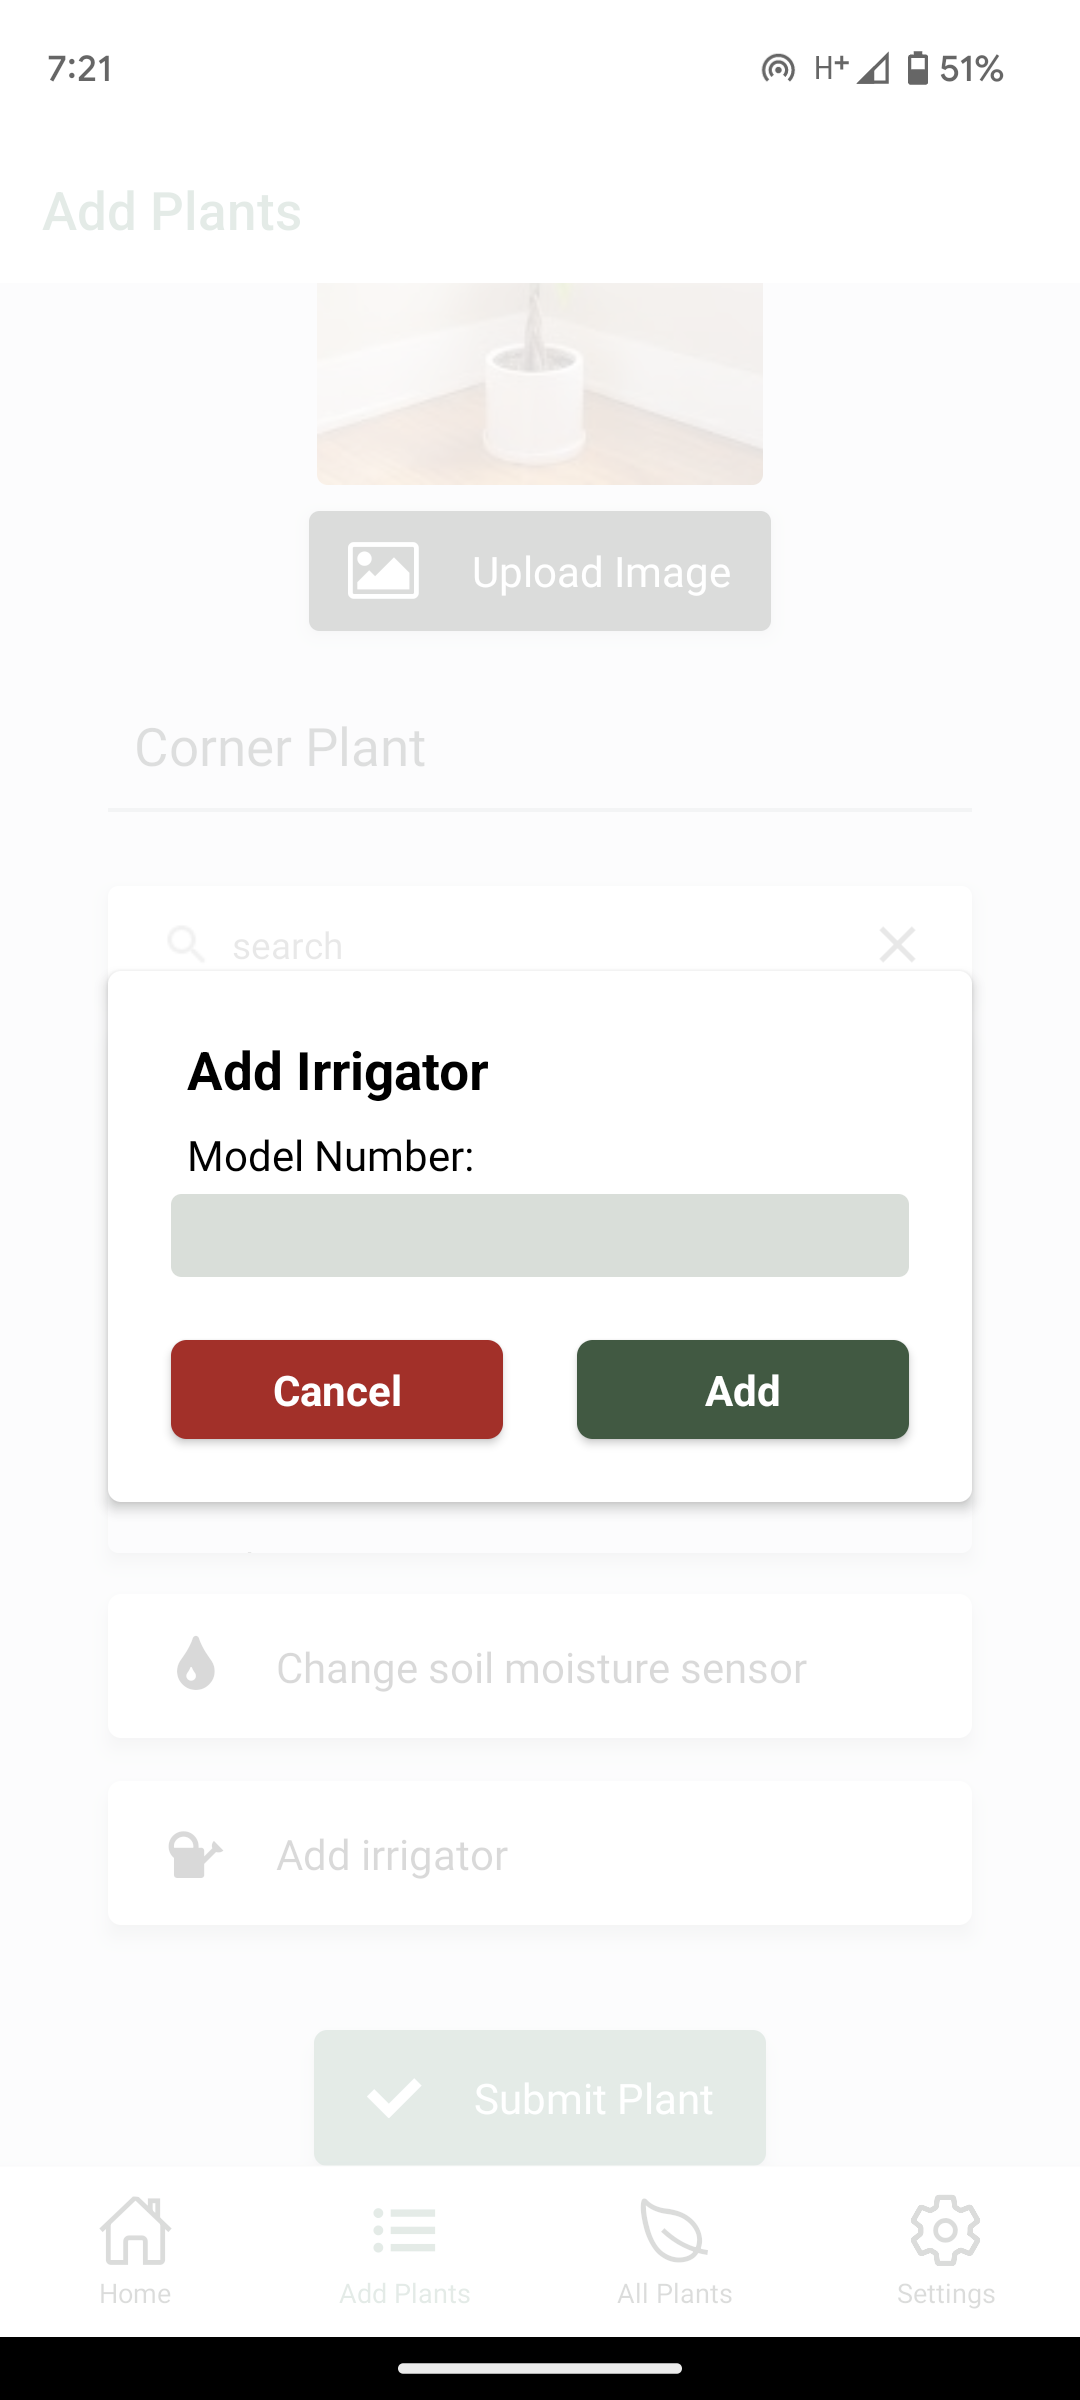 7:21
H+ 51%
Add Plants
Upload Image
Corner Plant
search
Add Irrigator
Model Number:
Cancel
Add
Change soil moisture sensor
Add irrigator
Submit Plant
Home
Add Plants
All Plants
Settings